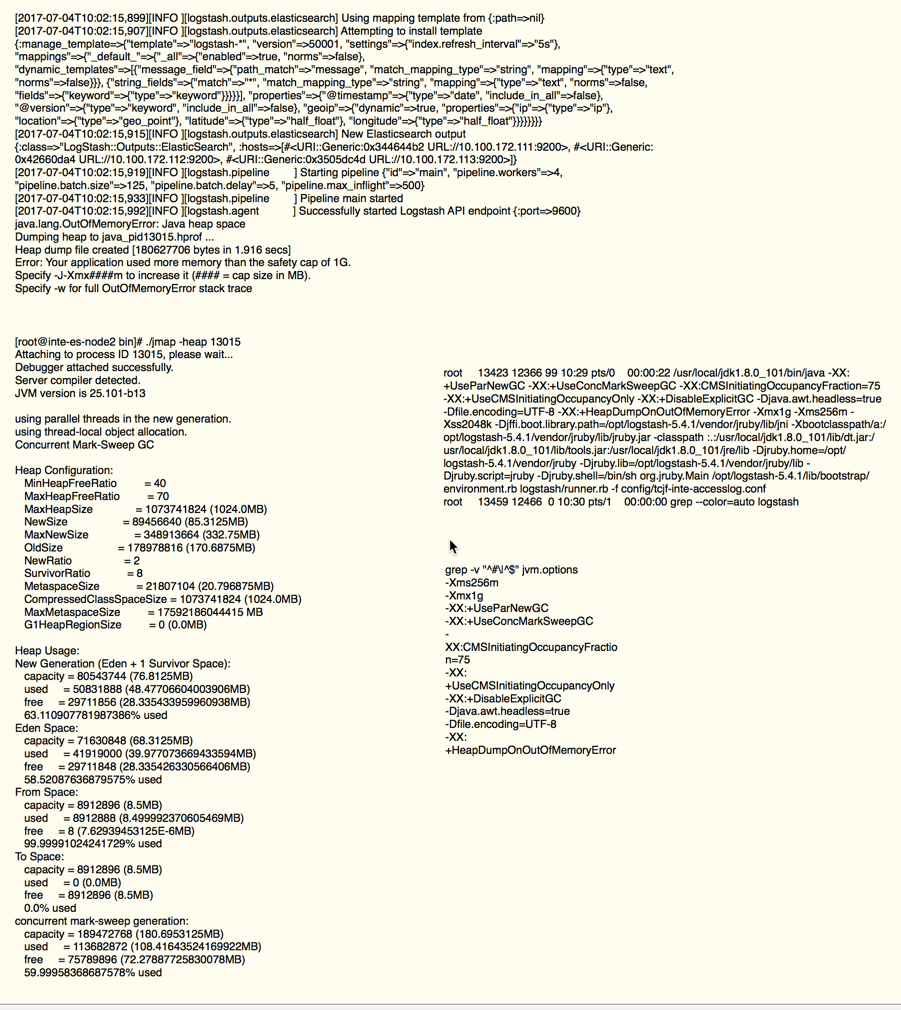 [2017-07-04T10:02:15,899][INFO ][logstash.outputs.elasticsearch] Using mapping template from {:path=>nil}
[2017-07-04T10:02:15,907][INFO ][logstash.outputs.elasticsearch] Attempting to install template
{:manage_template=>{"template"=>"logstash-*", "version"=>50001, "settings"=>{"index.refresh_interval"=>"5s"},
"mappings"=>{"_default_"=>{"_all"=>{"enabled"=>true, "norms"=>false},
"dynamic_templates"=>[{"message_field"=>{"path_match"=>"message", "match_mapping_type"=>"string", "mapping"=>{"type"=>"text",
"norms"=>false}}}, {"string_fields"=>{"match"=>"*", "match_mapping_type"=>"string", "mapping"=>{"type"=>"text", "norms"=>false,
"fields"=>{"keyword"=>{"type"=>"keyword"}}}}}], "properties"=>{"@timestamp"=>{"type"=>"date", "include_in_all"=>false},
"@version"=>{"type"=>"keyword", "include_in_all"=>false}, "geoip"=>{"dynamic"=>true, "properties"=>{"ip"=>{"type"=>"ip"},
"location"=>{"type"=>"geo_point"}, "latitude"=>{"type"=>"half_float"}, "longitude"=>{"type"=>"half_float"}}}}}}}}
[2017-07-04T10:02:15,915][INFO ][logstash.outputs.elasticsearch] New Elasticsearch output
{:class=>"LogStash::Outputs::ElasticSearch", :hosts=>[#<URI::Generic:0x344644b2 URL://10.100.172.111:9200>, #<URI::Generic:
0x42660da4 URL://10.100.172.112:9200>, #<URI::Generic:0x3505dc4d URL://10.100.172.113:9200>]}
[2017-07-04T10:02:15,919][INFO ][logstash.pipeline ] Starting pipeline {"id"=>"main", "pipeline.workers"=>4,
"pipeline.batch.size"=>125, "pipeline.batch.delay"=>5, "pipeline.max_inflight"=>500}
[2017-07-04T10:02:15,933][INFO ][logstash.pipeline ] Pipeline main started
[2017-07-04T10:02:15,992][INFO ][logstash.agent ] Successfully started Logstash API endpoint {:port=>9600}
java.lang.OutOfMemoryError: Java heap space
Dumping heap to java_pid13015.hprof ...
Heap dump file created [180627706 bytes in 1.916 secs]
Error: Your application used more memory than the safety cap of 1G.
Specify -J-Xmx####m to increase it (#### = cap size in MB).
Specify -w for full OutOfMemoryError stack trace
[root@inte-es-node2 bin]# ./jmap -heap 13015
Attaching to process ID 13015, please wait...
Debugger attached successfully.
Server compiler detected.
JVM version is 25.101-b13
using parallel threads in the new generation.
using thread-local object allocation.
Concurrent Mark-Sweep GC
Heap Configuration:
MinHeapFreeRatio = 40
MaxHeapFreeRatio = 70
MaxHeapSize = 1073741824 (1024.0MB)
NewSize = 89456640 (85.3125MB)
MaxNewSize = 348913664 (332.75MB)
OldSize = 178978816 (170.6875MB)
NewRatio = 2
SurvivorRatio = 8
MetaspaceSize = 21807104 (20.796875MB)
CompressedClassSpaceSize = 1073741824 (1024.0MB)
MaxMetaspaceSize = 17592186044415 MB
G1HeapRegionSize = 0 (0.0MB)
Heap Usage:
New Generation (Eden + 1 Survivor Space):
capacity = 80543744 (76.8125MB)
used = 50831888 (48.47706604003906MB)
free = 29711856 (28.335433959960938MB)
63.110907781987386% used
Eden Space:
capacity = 71630848 (68.3125MB)
used = 41919000 (39.977073669433594MB)
free = 29711848 (28.335426330566406MB)
58.52087636879575% used
From Space:
capacity = 8912896 (8.5MB)
used = 8912888 (8.499992370605469MB)
free = 8 (7.62939453125E-6MB)
99.99991024241729% used
To Space:
capacity = 8912896 (8.5MB)
used = 0 (0.0MB)
free = 8912896 (8.5MB)
0.0% used
concurrent mark-sweep generation:
capacity = 189472768 (180.6953125MB)
used = 113682872 (108.41643524169922MB)
free = 75789896 (72.27887725830078MB)
59.99958368687578% used
root 13423 12366 99 10:29 pts/0 00:00:22 /usr/local/jdk1.8.0_101/bin/java -XX:
+UseParNewGC -XX:+UseConcMarkSweepGC -XX:CMSInitiatingOccupancyFraction=75
-XX:+UseCMSInitiatingOccupancyOnly -XX:+DisableExplicitGC -Djava.awt.headless=true
-Dfile.encoding=UTF-8 -XX:+HeapDumpOnOutOfMemoryError -Xmx1g -Xms256m -
Xss2048k -Djffi.boot.library.path=/opt/logstash-5.4.1/vendor/jruby/lib/jni -Xbootclasspath/a:/
opt/logstash-5.4.1/vendor/jruby/lib/jruby.jar -classpath :.:/usr/local/jdk1.8.0_101/lib/dt.jar:/
usr/local/jdk1.8.0_101/lib/tools.jar:/usr/local/jdk1.8.0_101/jre/lib -Djruby.home=/opt/
logstash-5.4.1/vendor/jruby -Djruby.lib=/opt/logstash-5.4.1/vendor/jruby/lib -
Djruby.script=jruby -Djruby.shell=/bin/sh org.jruby.Main /opt/logstash-5.4.1/lib/bootstrap/
environment.rb logstash/runner.rb -f config/tcjf-inte-accesslog.conf
root 13459 12466 0 10:30 pts/1 00:00:00 grep --color=auto logstash
grep -v "^#\|^$" jvm.options
-Xms256m
-Xmx1g
-XX:+UseParNewGC
-XX:+UseConcMarkSweepGC
-
XX:CMSInitiatingOccupancyFractio
n=75
-XX:
+UseCMSInitiatingOccupancyOnly
-XX:+DisableExplicitGC
-Djava.awt.headless=true
-Dfile.encoding=UTF-8
-XX:
+HeapDumpOnOutOfMemoryError